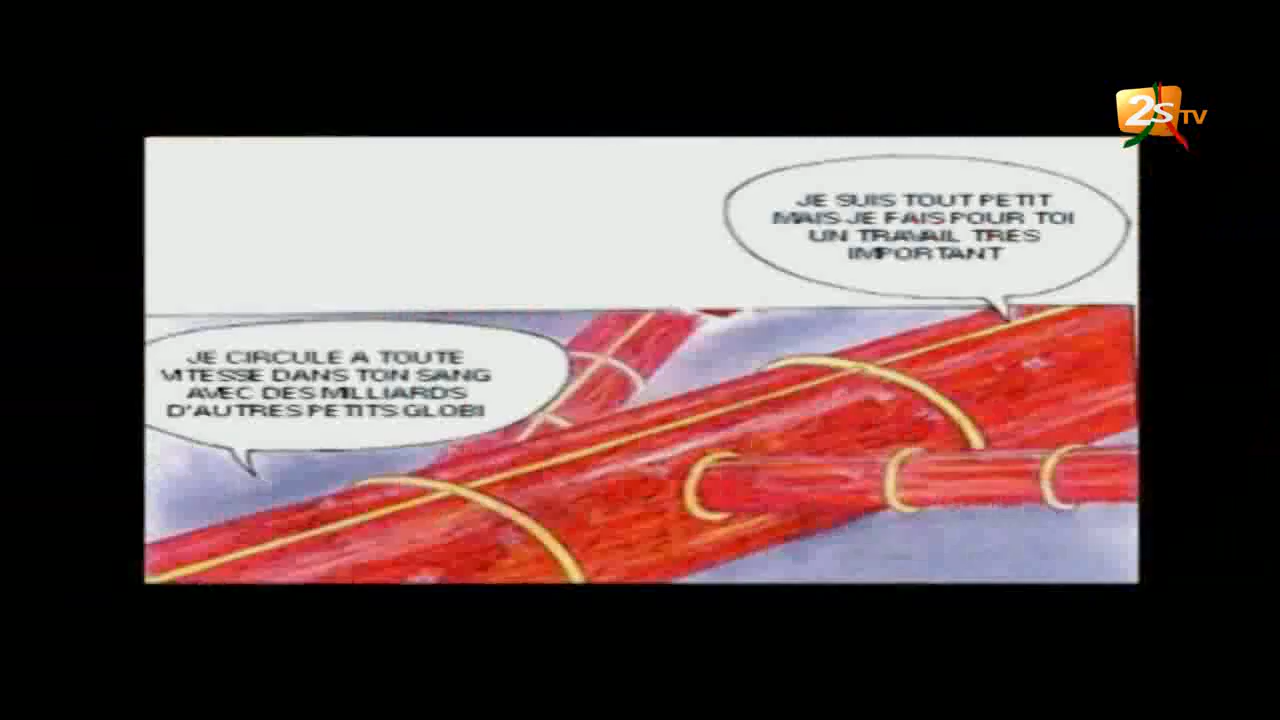 2S TV
JE SUIS TOUT PETIT
MAIS JE FAIS POUR TOI
UN TRAVAIL TRES
IMPORTANT
JE CIRCULE A TOUTE
VITESSE DANS TON SANG
AVEC DES MILLIARDS
D'AUTRES PETITS GLOBI